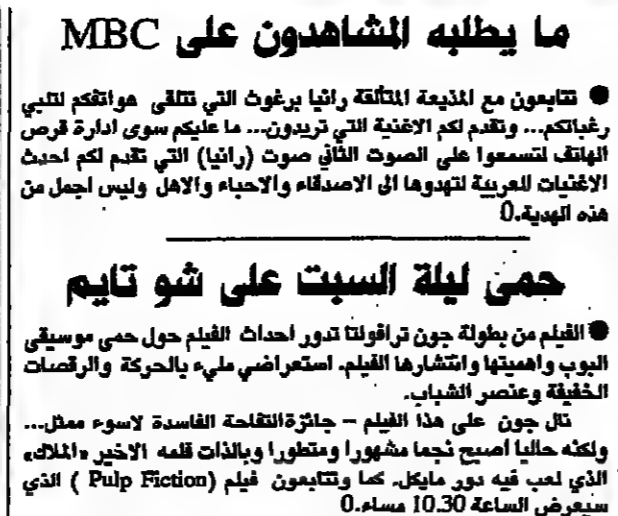 ما يطلبه المشاهدون على MBC
● تتابعون مع المذيعة المتألقة رانيا برغوث التي تتلقى هواتفكم لتلبي
رغباتكم... وتقدم لكم الاغنية التي تريدون... ما عليكم سوى ادارة قرص
الهاتف لتسمعوا على الصوت الثاني صوت (رانيا) التي تقدم لكم احدث
الاغنيات العربية لتهدوها الى الاصدقاء والاحباء والاهل وليس اجمل من
هذه الهدية.0
حمى ليلة السبت على شو تايم
● الفيلم من بطولة جون ترافولتا تدور احداث الفيلم حول حمى موسيقى
البوب واهميتها وانتشارها الفيلم. استعراضي مليء بالحركة والرقصات
الخفيفة وعنصر الشباب.
نال جون على هذا الفيلم – جائزة التفاحة الفاسدة لاسوء ممثل...
ولكنه حاليا اصبح نجما مشهورا ومتطورا وبالذات فلمه الاخير «الملاك»
الذي لعب فيه دور مايكل. كما وتتابعون فيلم (Pulp Fiction ) الذي
سيعرض الساعة 10.30 مساء.0